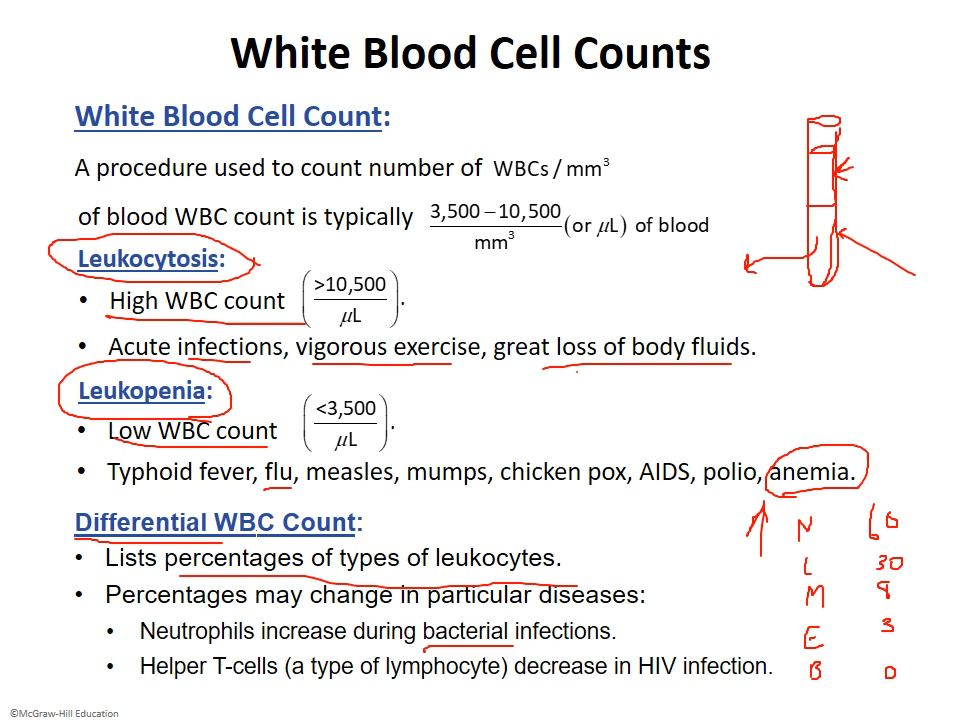 White Blood Cell Counts
White Blood Cell Count:
A procedure used to count number of WBCs / mm³
of blood WBC count is typically 3,500 – 10,500 / mm³ (or μL) of blood
Leukocytosis:
• High WBC count (>10,500 / μL).
• Acute infections, vigorous exercise, great loss of body fluids.
Leukopenia:
• Low WBC count (<3,500 / μL).
• Typhoid fever, flu, measles, mumps, chicken pox, AIDS, polio, anemia.
Differential WBC Count:
• Lists percentages of types of leukocytes.
• Percentages may change in particular diseases:
• Neutrophils increase during bacterial infections.
• Helper T-cells (a type of lymphocyte) decrease in HIV infection.
N 60
L 30
M 8
E 3
B 0
©McGraw-Hill Education